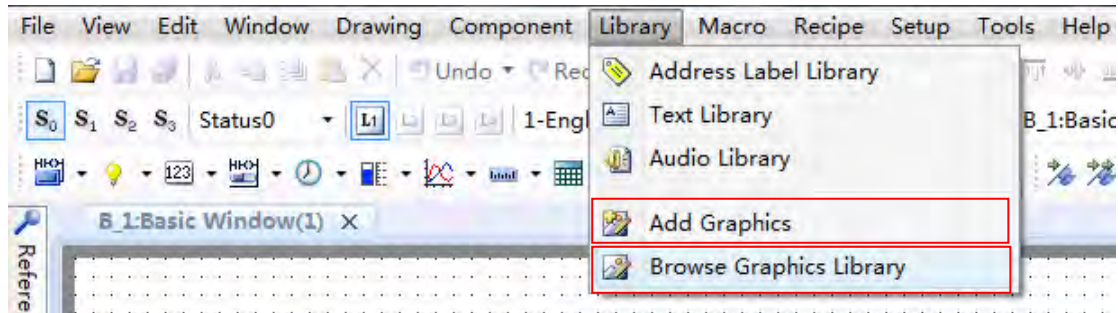 File View Edit Window Drawing Component Library Macro Recipe Setup Tools Help
Undo Rec Address Label Library
S0 S1 S2 S3 Status0 L1 1-Engl Text Library B_1:Basic
123 Audio Library
B_1:Basic Window(1) X Add Graphics
Browse Graphics Library
Refere